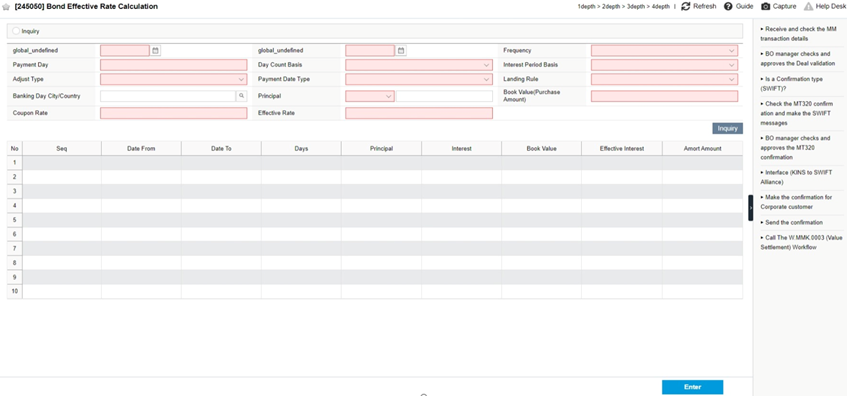 [245050] Bond Effective Rate Calculation
1depth > 2depth > 3depth > 4depth | Refresh Guide Capture Help Desk
Inquiry
global_undefined global_undefined Frequency
Payment Day Day Count Basis Interest Period Basis
Adjust Type Payment Date Type Landing Rule
Banking Day City/Country Principal Book Value(Purchase
Amount)
Coupon Rate Effective Rate
Inquiry
No Seq Date From Date To Days Principal Interest Book Value Effective Interest Amort Amount
1
2
3
4
5
6
7
8
9
10
Enter
Receive and check the MM
transaction details
BO manager checks and
approves the Deal validation
Is a Confirmation type
(SWIFT)?
Check the MT320 confirm
ation and make the SWIFT
messages
BO manager checks and
approves the MT320
confirmation
Interface (KINS to SWIFT
Alliance)
Make the confirmation for
Corporate customer
Send the confirmation
Call The W.MMK.0003 (Value
Settlement) Workflow